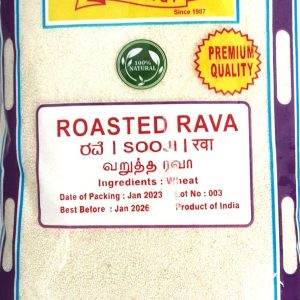 Since 1987
100%
NATURAL
PREMIUM
QUALITY
ROASTED RAVA
ರವೆ | SOOJI | रवा
வறுத்த ரவா
Ingredients : Wheat
Date of Packing : Jan 2023 Lot No : 003
Best Before : Jan 2026 Product of India